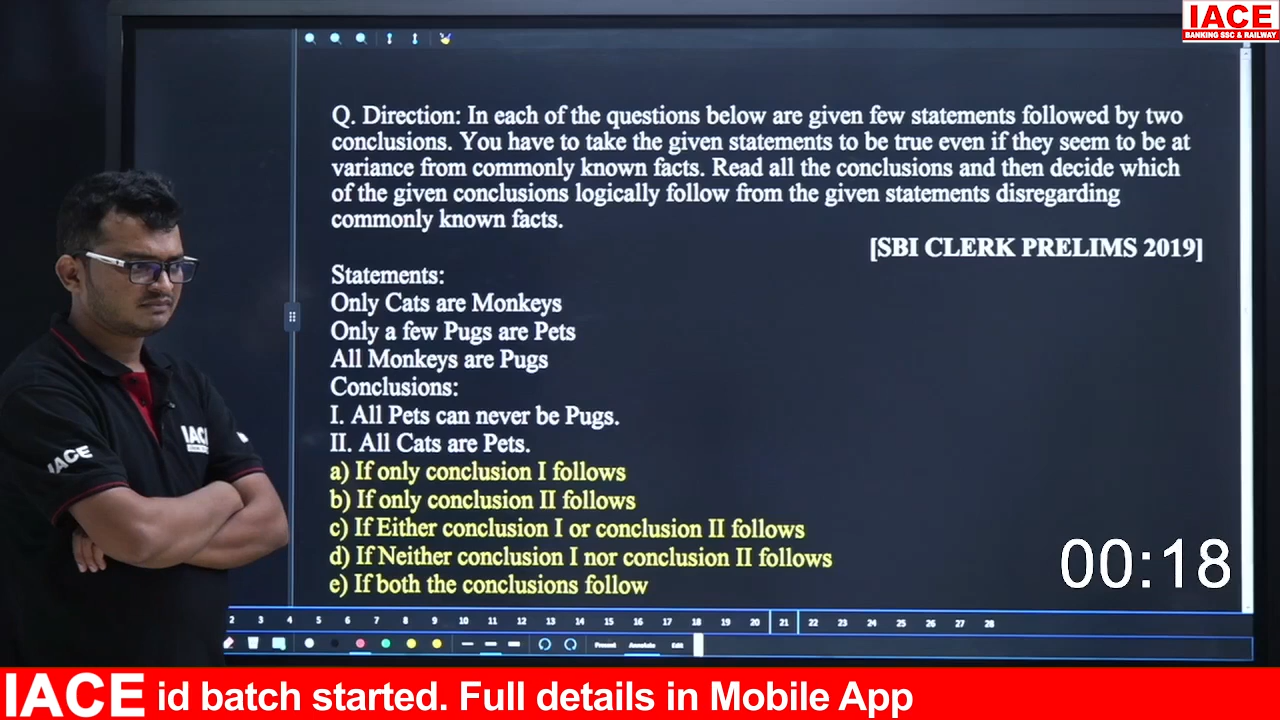 IACE
BANKING SSC & RAILWAY
Q. Direction: In each of the questions below are given few statements followed by two
conclusions. You have to take the given statements to be true even if they seem to be at
variance from commonly known facts. Read all the conclusions and then decide which
of the given conclusions logically follow from the given statements disregarding
commonly known facts.
[SBI CLERK PRELIMS 2019]
Statements:
Only Cats are Monkeys
Only a few Pugs are Pets
All Monkeys are Pugs
Conclusions:
I. All Pets can never be Pugs.
II. All Cats are Pets.
a) If only conclusion I follows
b) If only conclusion II follows
c) If Either conclusion I or conclusion II follows
d) If Neither conclusion I nor conclusion II follows
e) If both the conclusions follow
IACE
IACE
00:18
2 3 4 5 6 7 8 9 10 11 12 13 14 15 16 17 18 19 20 21 22 23 24 25 26 27 28
Present Annotate Edit
IACE id batch started. Full details in Mobile App